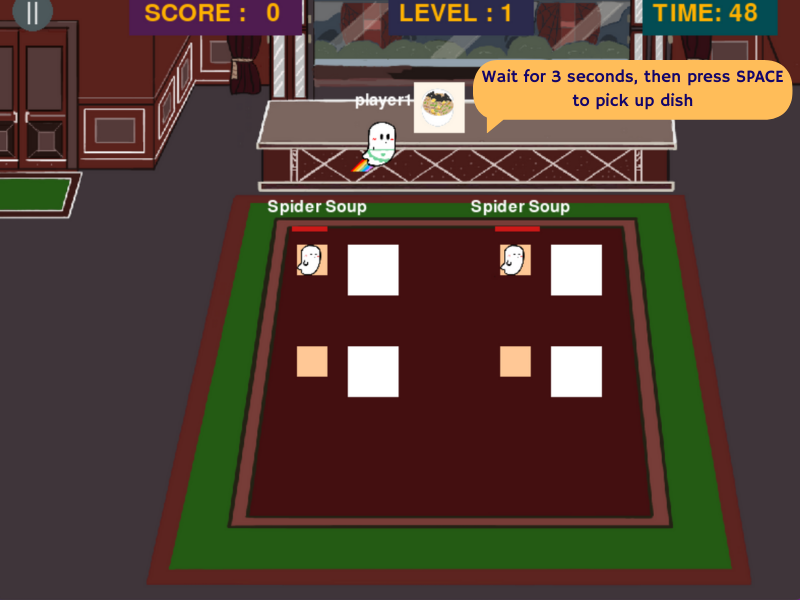 SCORE : 0
LEVEL : 1
TIME: 48
Wait for 3 seconds, then press SPACE
to pick up dish
player1
Spider Soup
Spider Soup